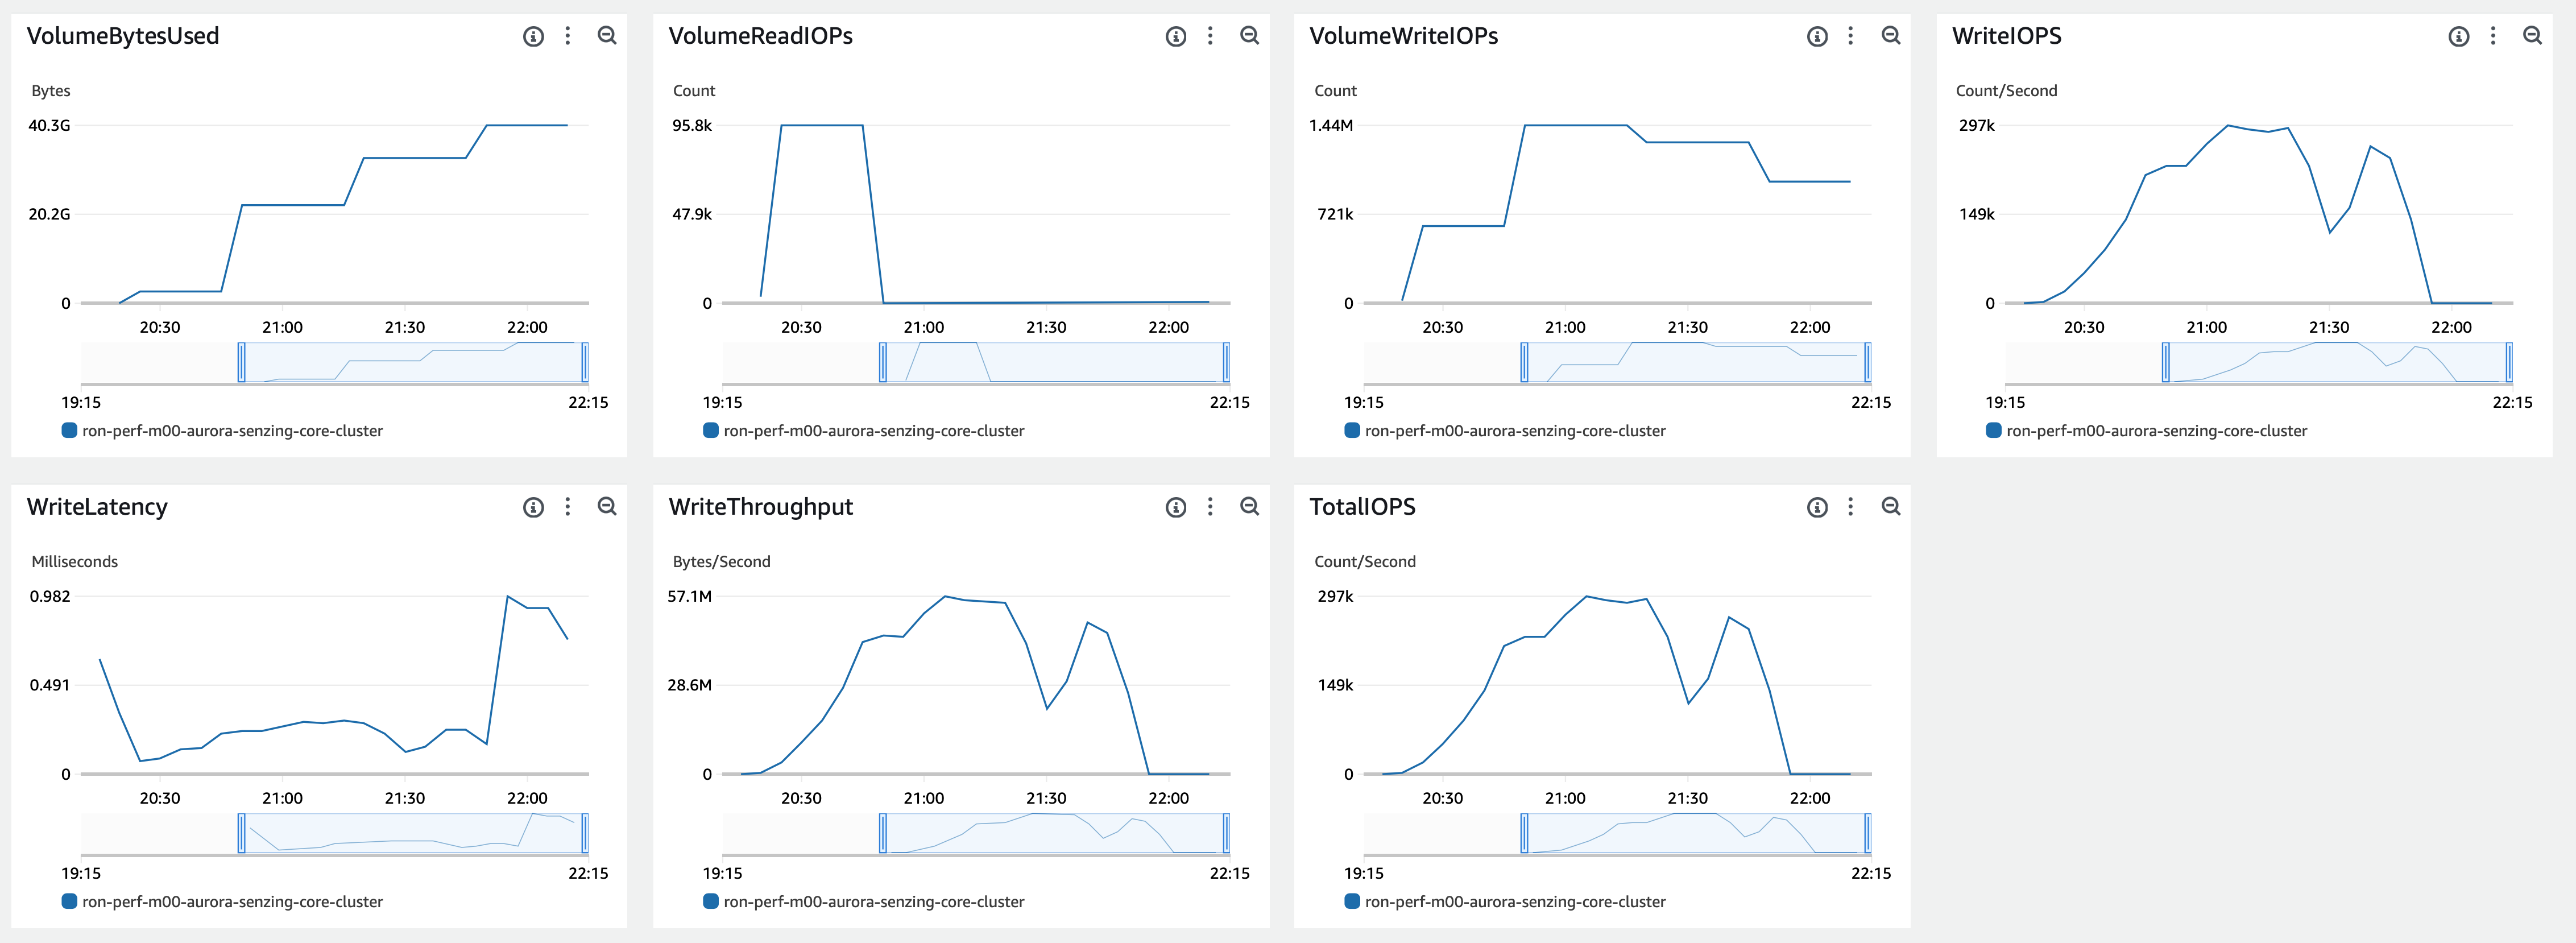 VolumeBytesUsed
Bytes
40.3G
20.2G
0
20:30 21:00 21:30 22:00
19:15 22:15
ron-perf-m00-aurora-senzing-core-cluster
VolumeReadIOPs
Count
95.8k
47.9k
0
20:30 21:00 21:30 22:00
19:15 22:15
ron-perf-m00-aurora-senzing-core-cluster
VolumeWriteIOPs
Count
1.44M
721k
0
20:30 21:00 21:30 22:00
19:15 22:15
ron-perf-m00-aurora-senzing-core-cluster
WriteIOPS
Count/Second
297k
149k
0
20:30 21:00 21:30 22:00
19:15 22:15
ron-perf-m00-aurora-senzing-core-cluster
WriteLatency
Milliseconds
0.982
0.491
0
20:30 21:00 21:30 22:00
19:15 22:15
ron-perf-m00-aurora-senzing-core-cluster
WriteThroughput
Bytes/Second
57.1M
28.6M
0
20:30 21:00 21:30 22:00
19:15 22:15
ron-perf-m00-aurora-senzing-core-cluster
TotalIOPS
Count/Second
297k
149k
0
20:30 21:00 21:30 22:00
19:15 22:15
ron-perf-m00-aurora-senzing-core-cluster